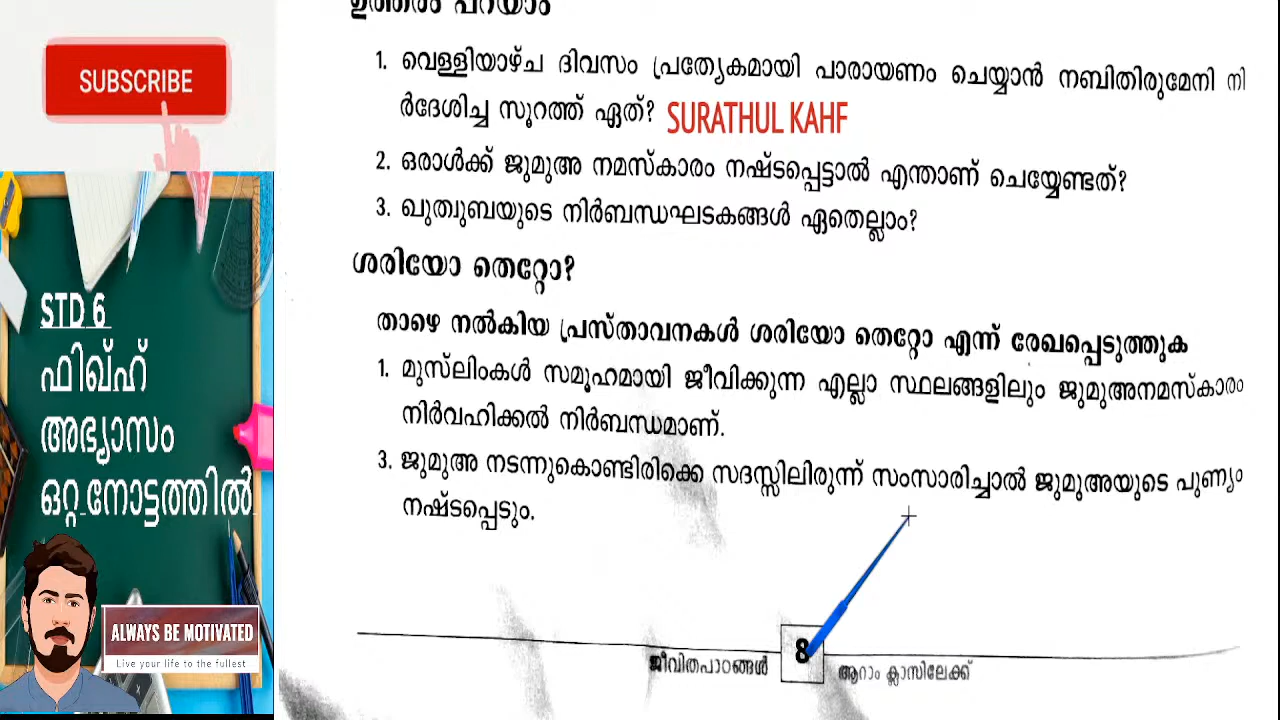 ഉത്തരം പറയാം
SUBSCRIBE
1. വെള്ളിയാഴ്ച ദിവസം പ്രത്യേകമായി പാരായണം ചെയ്യാൻ നബിതിരുമേനി നി
ർദേശിച്ച സൂറത്ത് ഏത്? SURATHUL KAHF
2. ഒരാൾക്ക് ജുമുഅ നമസ്കാരം നഷ്ടപ്പെട്ടാൽ എന്താണ് ചെയ്യേണ്ടത്?
3. ഖുത്വുബയുടെ നിർബന്ധഘടകങ്ങൾ ഏതെല്ലാം?
ശരിയോ തെറ്റോ?
താഴെ നൽകിയ പ്രസ്താവനകൾ ശരിയോ തെറ്റോ എന്ന് രേഖപ്പെടുത്തുക
1. മുസ്‌ലിംകൾ സമൂഹമായി ജീവിക്കുന്ന എല്ലാ സ്ഥലങ്ങളിലും ജുമുഅനമസ്കാരം
നിർവഹിക്കൽ നിർബന്ധമാണ്.
3. ജുമുഅ നടന്നുകൊണ്ടിരിക്കെ സദസ്സിലിരുന്ന് സംസാരിച്ചാൽ ജുമുഅയുടെ പുണ്യം
നഷ്ടപ്പെടും.
ജീവിതപാഠങ്ങൾ 8 ആറാം ക്ലാസിലേക്ക്
STD 6
ഫിഖ്ഹ്
അഭ്യാസം
ഒറ്റ നോട്ടത്തിൽ
ALWAYS BE MOTIVATED
Live your life to the fullest